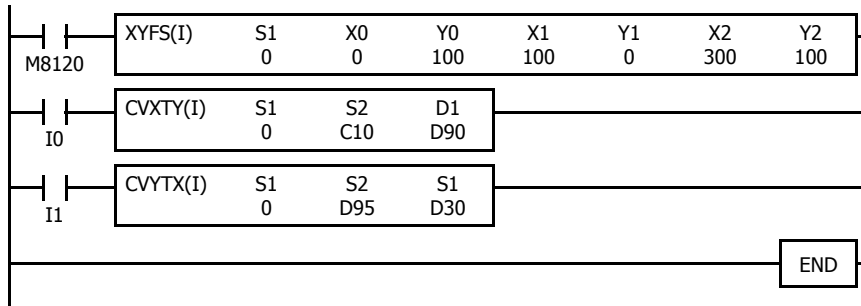 XYFS(I) S1 X0 Y0 X1 Y1 X2 Y2
M8120 0 0 100 100 0 300 100
CVXTY(I) S1 S2 D1
I0 0 C10 D90
CVYTX(I) S1 S2 S1
I1 0 D95 D30
END